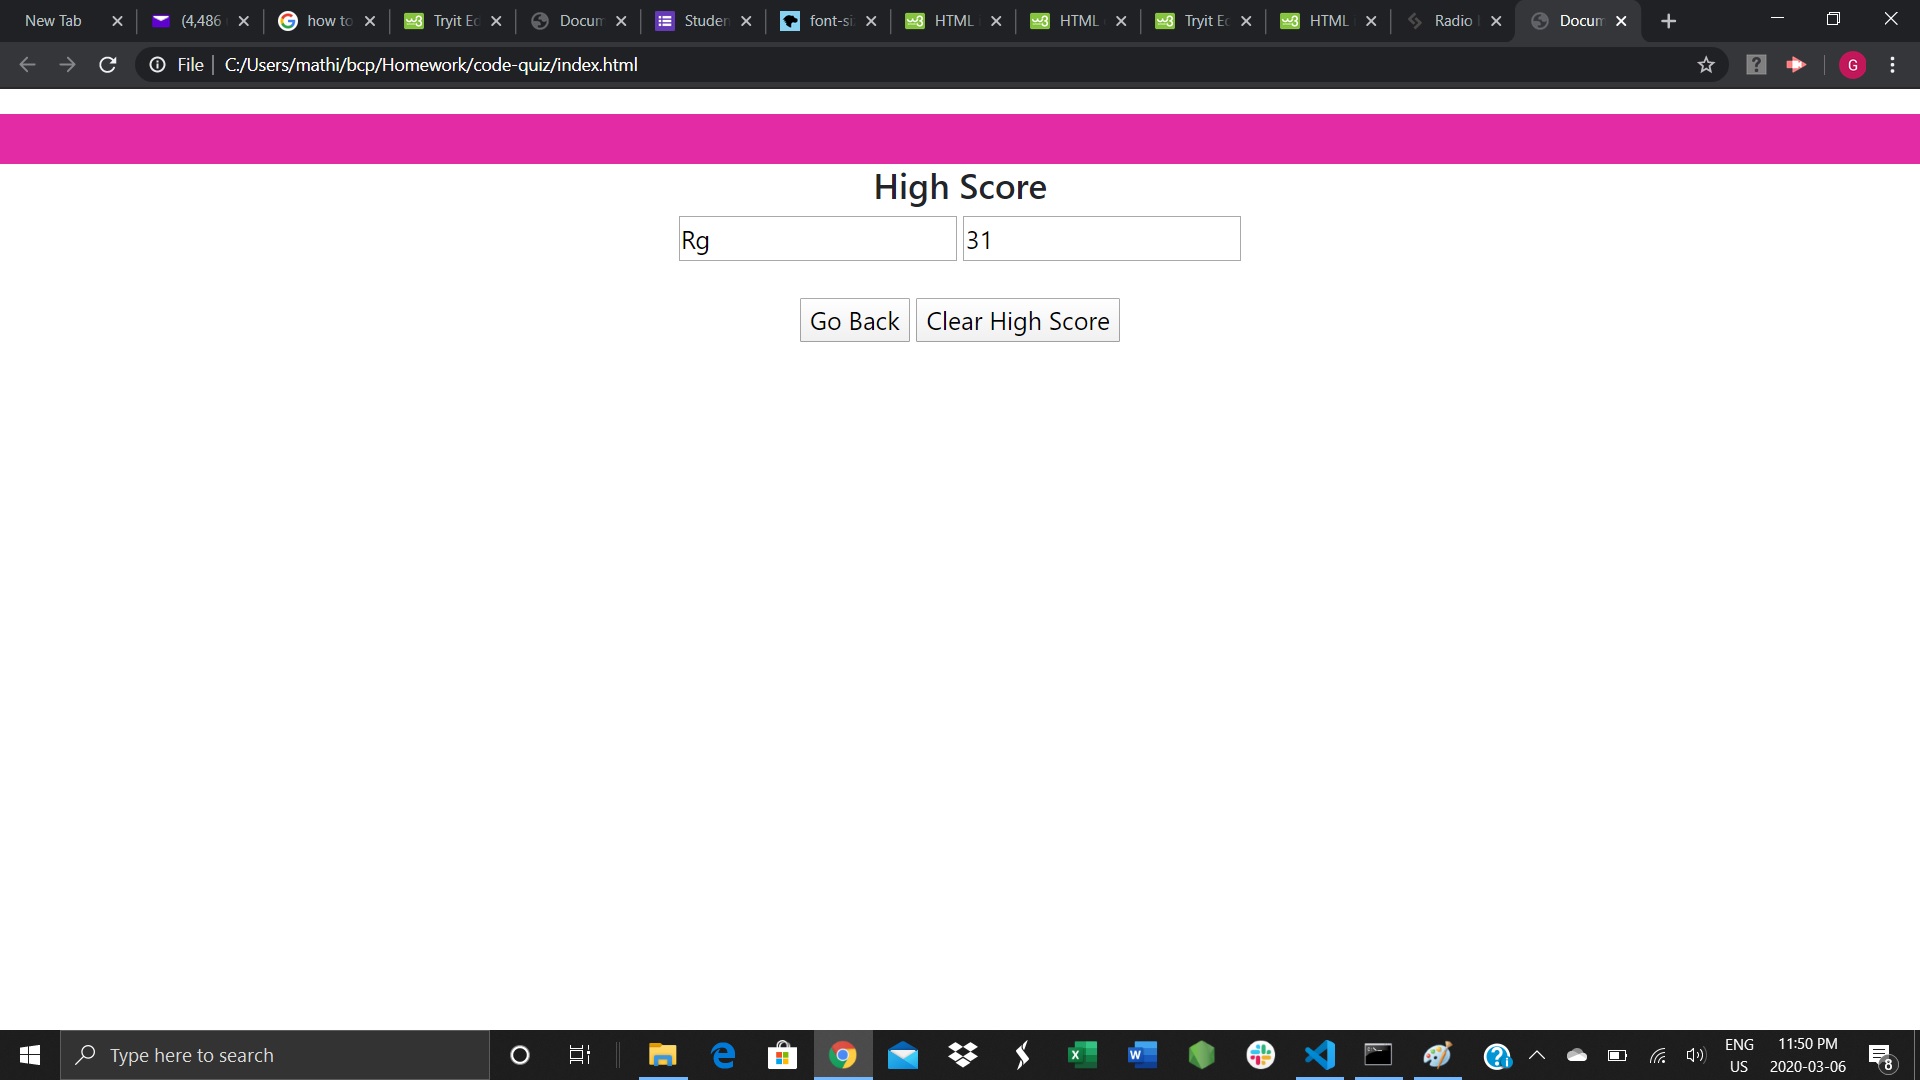 New Tab
(4,486
how to
Tryit Ed
Docum
Studen
font-si
HTML
HTML
Tryit Ed
HTML
Radio
Docum
File
C:/Users/mathi/bcp/Homework/code-quiz/index.html
G
High Score
Rg
31
Go Back
Clear High Score
Type here to search
ENG
US
11:50 PM
2020-03-06
8